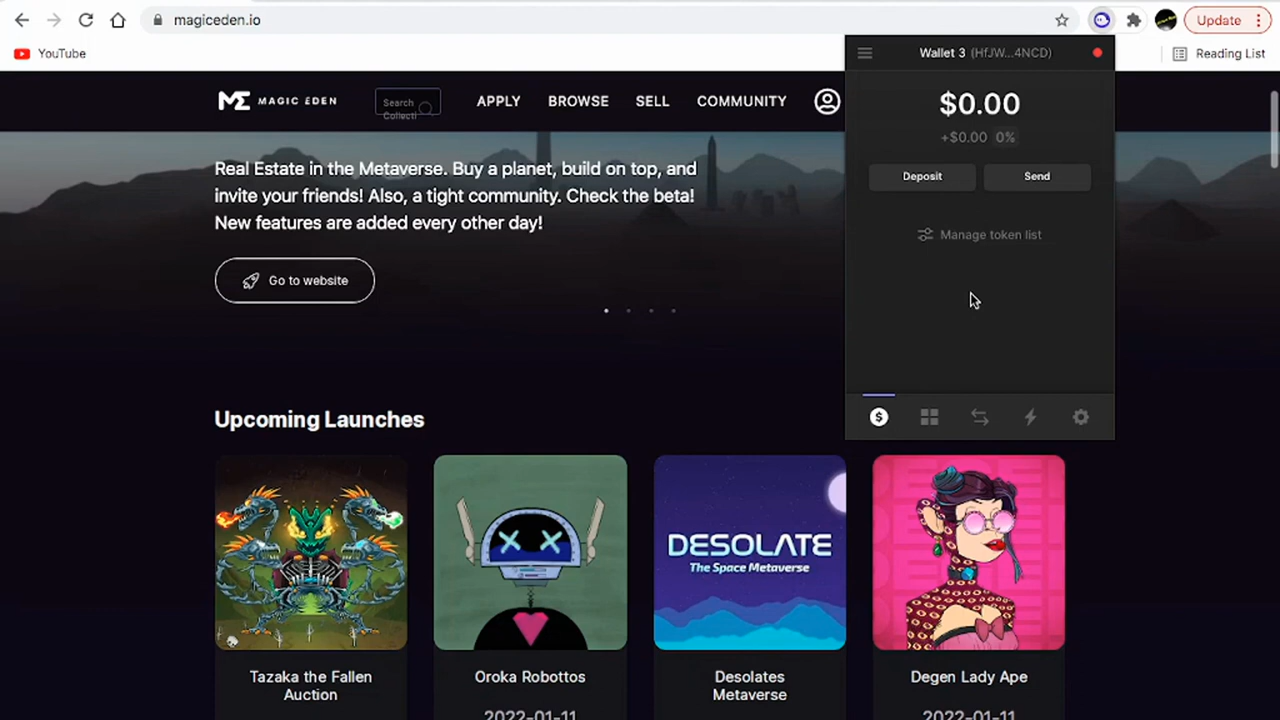 magiceden.io
Update
YouTube
Reading List
Wallet 3 (HfJW...4NCD)
$0.00
+$0.00 0%
Deposit
Send
Manage token list
$
ME MAGIC EDEN
Search
Collecti
APPLY
BROWSE
SELL
COMMUNITY
Real Estate in the Metaverse. Buy a planet, build on top, and
invite your friends! Also, a tight community. Check the beta!
New features are added every other day!
Go to website
Upcoming Launches
DESOLATE
The Space Metaverse
Tazaka the Fallen
Auction
Oroka Robottos
2022-01-11
Desolates
Metaverse
Degen Lady Ape
2022-01-11